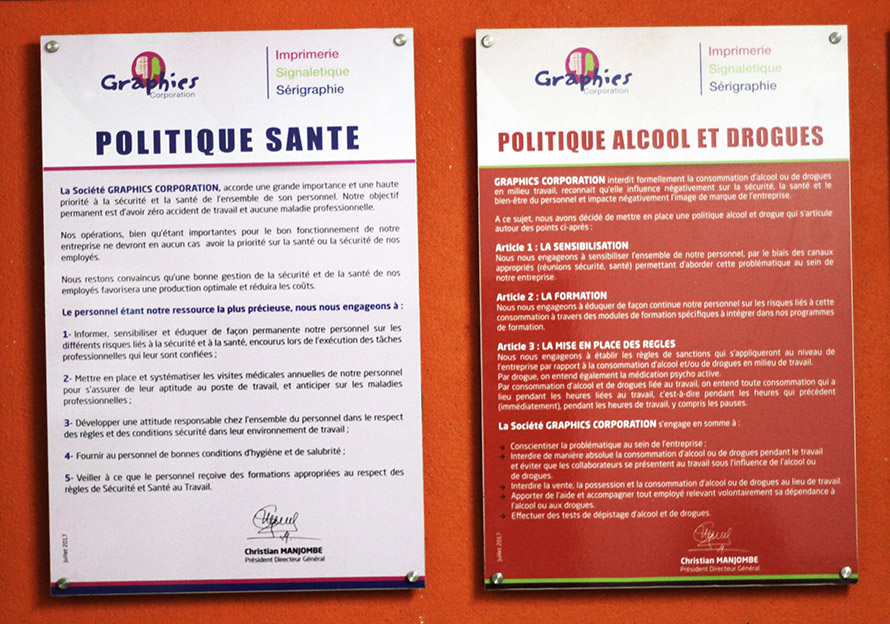 Graphics
Corporation
Imprimerie
Signaletique
Sérigraphie
POLITIQUE SANTE
La Société GRAPHICS CORPORATION, accorde une grande importance et une haute
priorité à la sécurité et la santé de l'ensemble de son personnel. Notre objectif
permanent est d'avoir zéro accident de travail et aucune maladie professionnelle.
Nos opérations, bien qu'étant importantes pour le bon fonctionnement de notre
entreprise ne devront en aucun cas avoir la priorité sur la santé ou la sécurité de nos
employés.
Nous restons convaincus qu'une bonne gestion de la sécurité et de la santé de nos
employés favorisera une production optimale et réduira les coûts.
Le personnel étant notre ressource la plus précieuse, nous nous engageons à :
1- Informer, sensibiliser et éduquer de façon permanente notre personnel sur les
différents risques liés à la sécurité et à la santé, encourus lors de l'exécution des tâches
professionnelles qui leur sont confiées ;
2- Mettre en place et systématiser les visites médicales annuelles de notre personnel
pour s'assurer de leur aptitude au poste de travail, et anticiper sur les maladies
professionnelles ;
3- Développer une attitude responsable chez l'ensemble du personnel dans le respect
des règles et des conditions sécurité dans leur environnement de travail ;
4- Fournir au personnel de bonnes conditions d'hygiène et de salubrité ;
5- Veiller à ce que le personnel reçoive des formations appropriées au respect des
règles de Sécurité et Santé au Travail.
Juillet 2017
Christian MANJOMBE
Président Directeur Général
Graphics
Corporation
Imprimerie
Signaletique
Sérigraphie
POLITIQUE ALCOOL ET DROGUES
GRAPHICS CORPORATION interdit formellement la consommation d'alcool ou de drogues
en milieu travail, reconnait qu'elle influence négativement sur la sécurité, la santé et le
bien-être du personnel et impacte négativement l'image de marque de l'entreprise.
A ce sujet, nous avons décidé de mettre en place une politique alcool et drogue qui s'articule
autour des points ci-après :
Article 1 : LA SENSIBILISATION
Nous nous engageons à sensibiliser l'ensemble de notre personnel, par le biais des canaux
appropriés (réunions sécurité, santé) permettant d'aborder cette problématique au sein de
notre entreprise.
Article 2 : LA FORMATION
Nous nous engageons à éduquer de façon continue notre personnel sur les risques liés à cette
consommation à travers des modules de formation spécifiques à intégrer dans nos programmes
de formation.
Article 3 : LA MISE EN PLACE DES REGLES
Nous nous engageons à établir les règles de sanctions qui s'appliqueront au niveau de
l'entreprise par rapport à la consommation d'alcool et/ou de drogues en milieu de travail.
Par drogue, on entend également la médication psycho active.
Par consommation d'alcool et de drogues liée au travail, on entend toute consommation qui a
lieu pendant les heures liées au travail, c'est-à-dire pendant les heures qui précèdent
(immédiatement), pendant les heures de travail, y compris les pauses.
La Société GRAPHICS CORPORATION s'engage en somme à :
→ Conscientiser la problématique au sein de l'entreprise ;
→ Interdire de manière absolue la consommation d'alcool ou de drogues pendant le travail
et éviter que les collaborateurs se présentent au travail sous l'influence de l'alcool ou
de drogues.
→ Interdire la vente, la possession et la consommation d'alcool ou de drogues au lieu de travail.
→ Apporter de l'aide et accompagner tout employé relevant volontairement sa dépendance à
l'alcool ou aux drogues.
→ Effectuer des tests de dépistage d'alcool et de drogues.
Juillet 2017
Christian MANJOMBE
Président Directeur Général